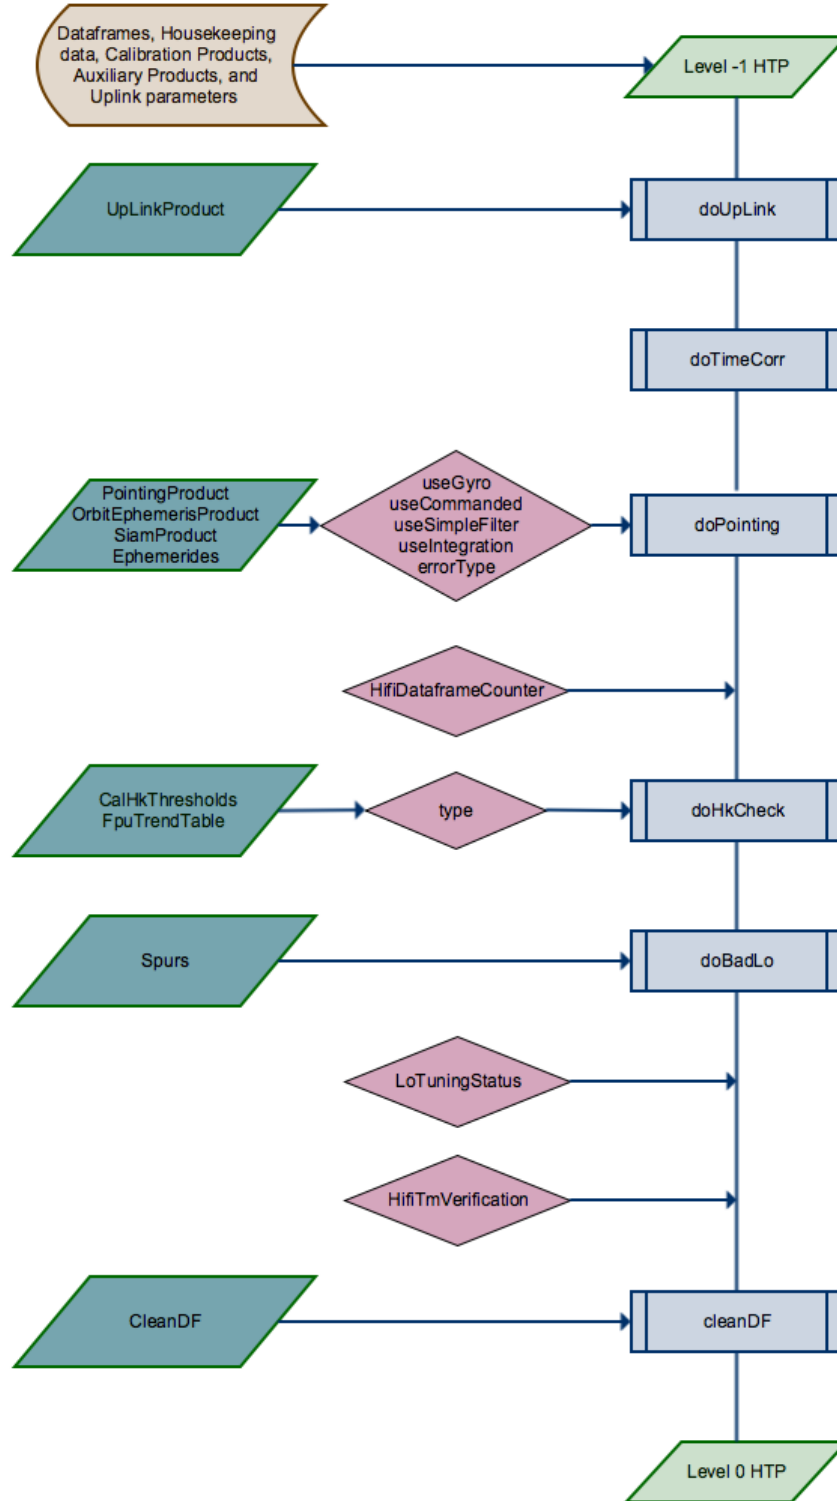 Dataframes, Housekeeping
data, Calibration Products,
Auxiliary Products, and
Uplink parameters
Level -1 HTP
UpLinkProduct
doUpLink
doTimeCorr
PointingProduct
OrbitEphemerisProduct
SiamProduct
Ephemerides
useGyro
useCommanded
useSimpleFilter
useIntegration
errorType
doPointing
HifiDataframeCounter
CalHkThresholds
FpuTrendTable
type
doHkCheck
Spurs
doBadLo
LoTuningStatus
HifiTmVerification
CleanDF
cleanDF
Level 0 HTP